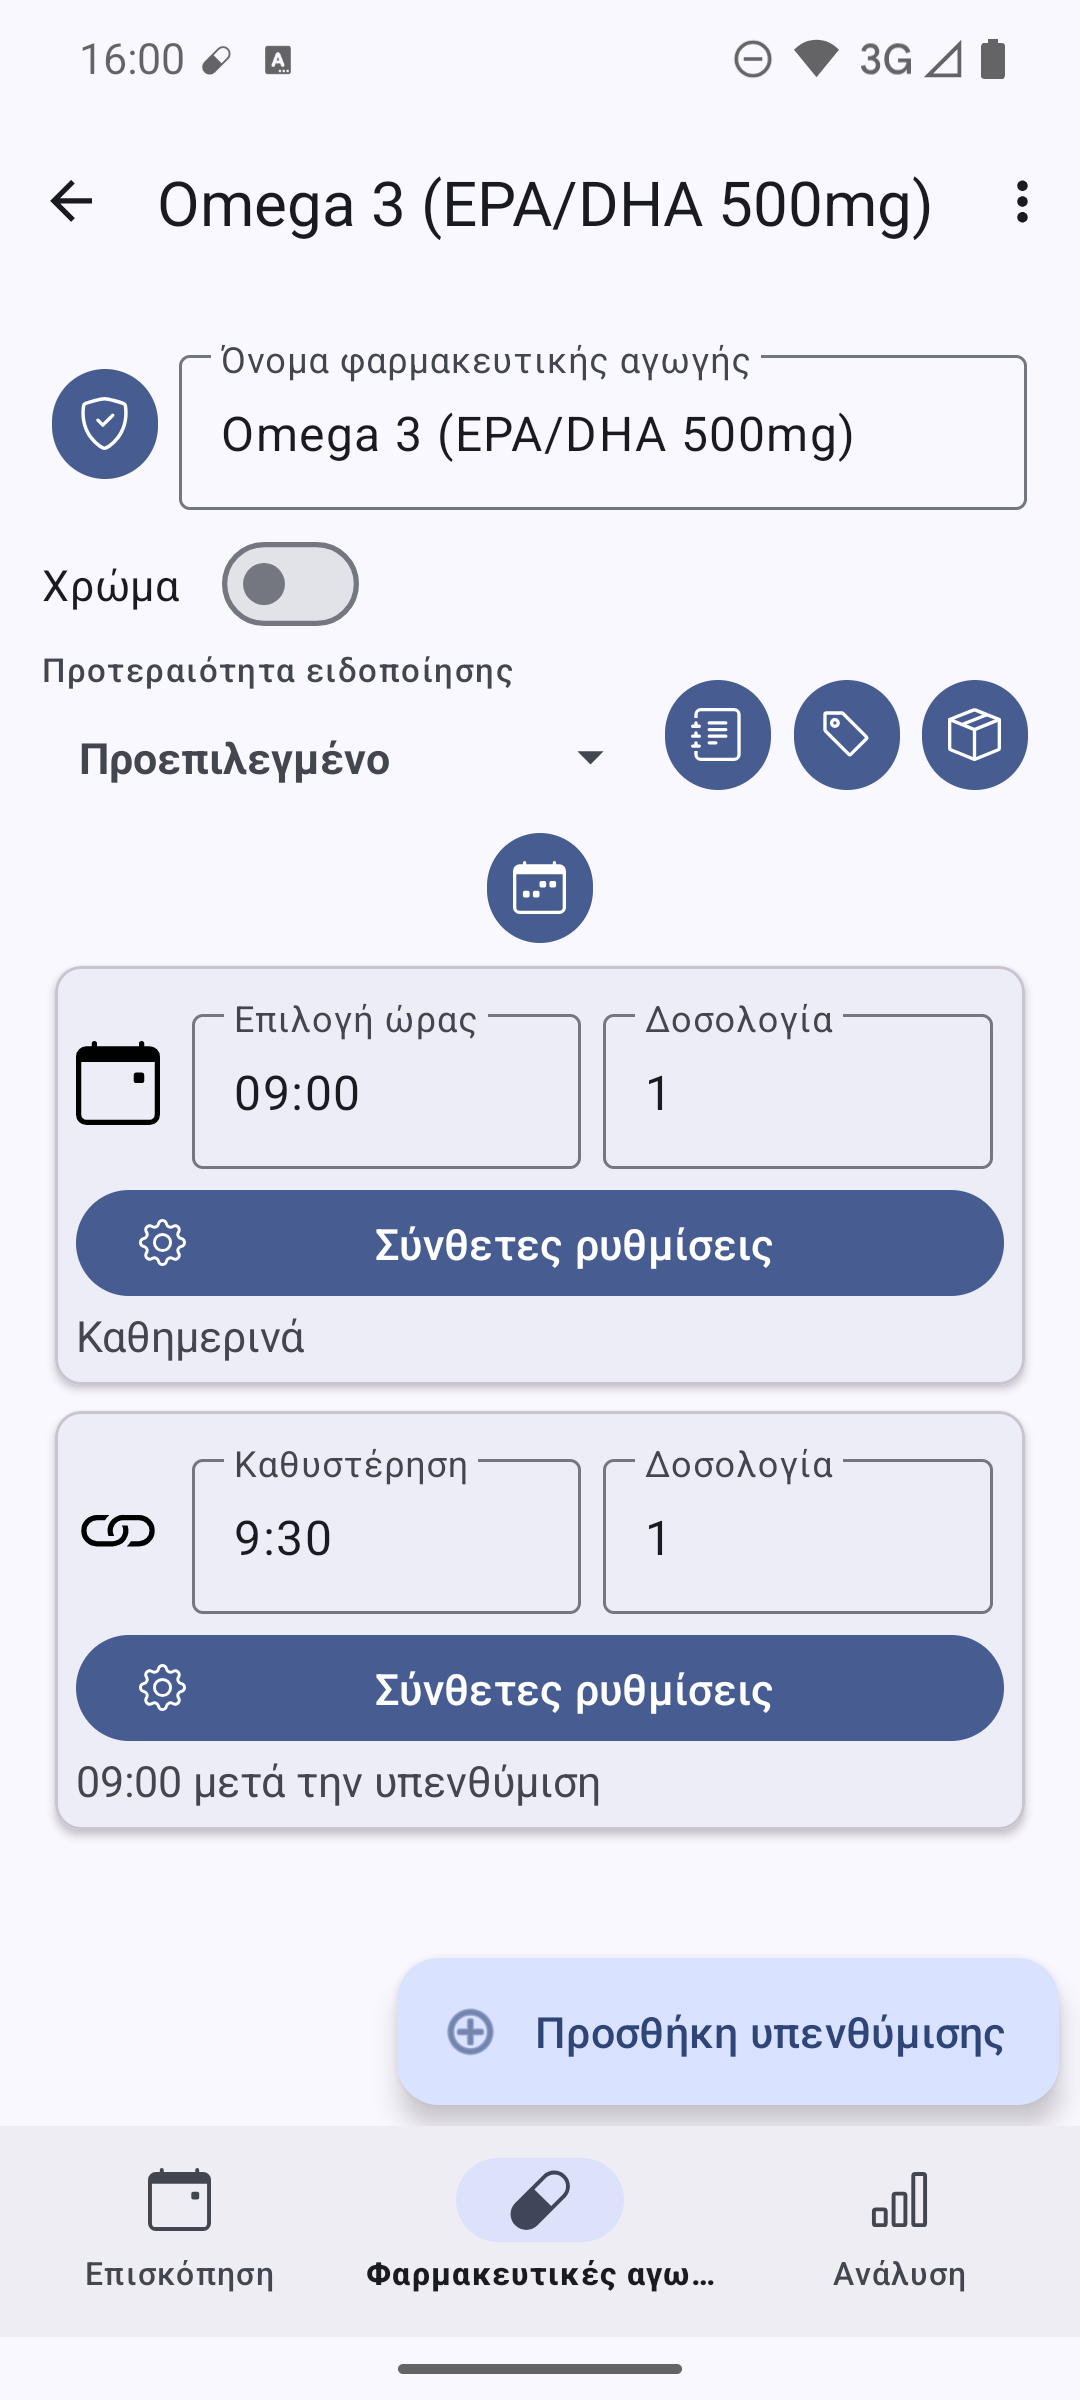 16:00
3G
Omega 3 (EPA/DHA 500mg)
Όνομα φαρμακευτικής αγωγής
Omega 3 (EPA/DHA 500mg)
Χρώμα
Προτεραιότητα ειδοποίησης
Προεπιλεγμένο
Επιλογή ώρας
Δοσολογία
09:00
1
Σύνθετες ρυθμίσεις
Καθημερινά
Καθυστέρηση
Δοσολογία
9:30
1
Σύνθετες ρυθμίσεις
09:00 μετά την υπενθύμιση
Προσθήκη υπενθύμισης
Επισκόπηση
Φαρμακευτικές αγω…
Ανάλυση